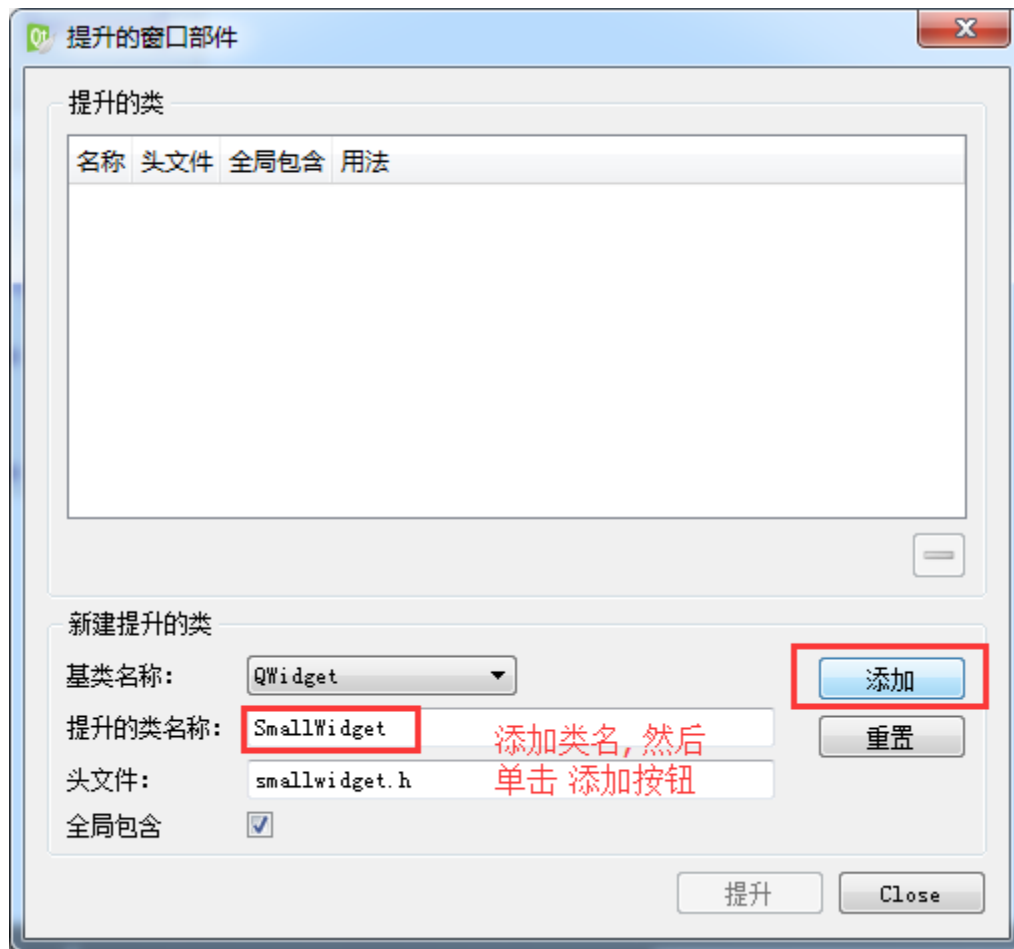 提升的窗口部件
提升的类
名称 头文件 全局包含 用法
新建提升的类
基类名称: QWidget 添加
提升的类名称: SmallWidget 添加类名, 然后 重置
头文件: smallwidget.h 单击 添加按钮
全局包含
提升 Close